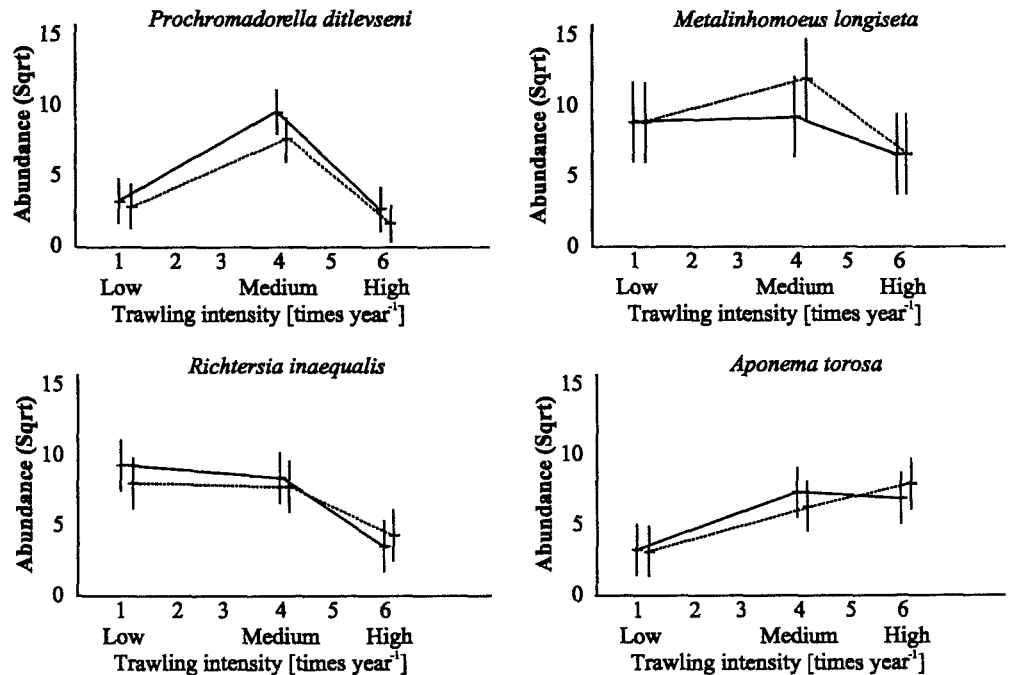 Prochromadorella ditlevseni
Abundance (Sqrt)
15
10
5
0
1 2 3 4 5 6
Low Medium High
Trawling intensity [times year⁻¹]
Metalinhomoeus longiseta
Abundance (Sqrt)
15
10
5
0
1 2 3 4 5 6
Low Medium High
Trawling intensity [times year⁻¹]
Richtersia inaequalis
Abundance (Sqrt)
15
10
5
0
1 2 3 4 5 6
Low Medium High
Trawling intensity [times year⁻¹]
Aponema torosa
Abundance (Sqrt)
15
10
5
0
1 2 3 4 5 6
Low Medium High
Trawling intensity [times year⁻¹]